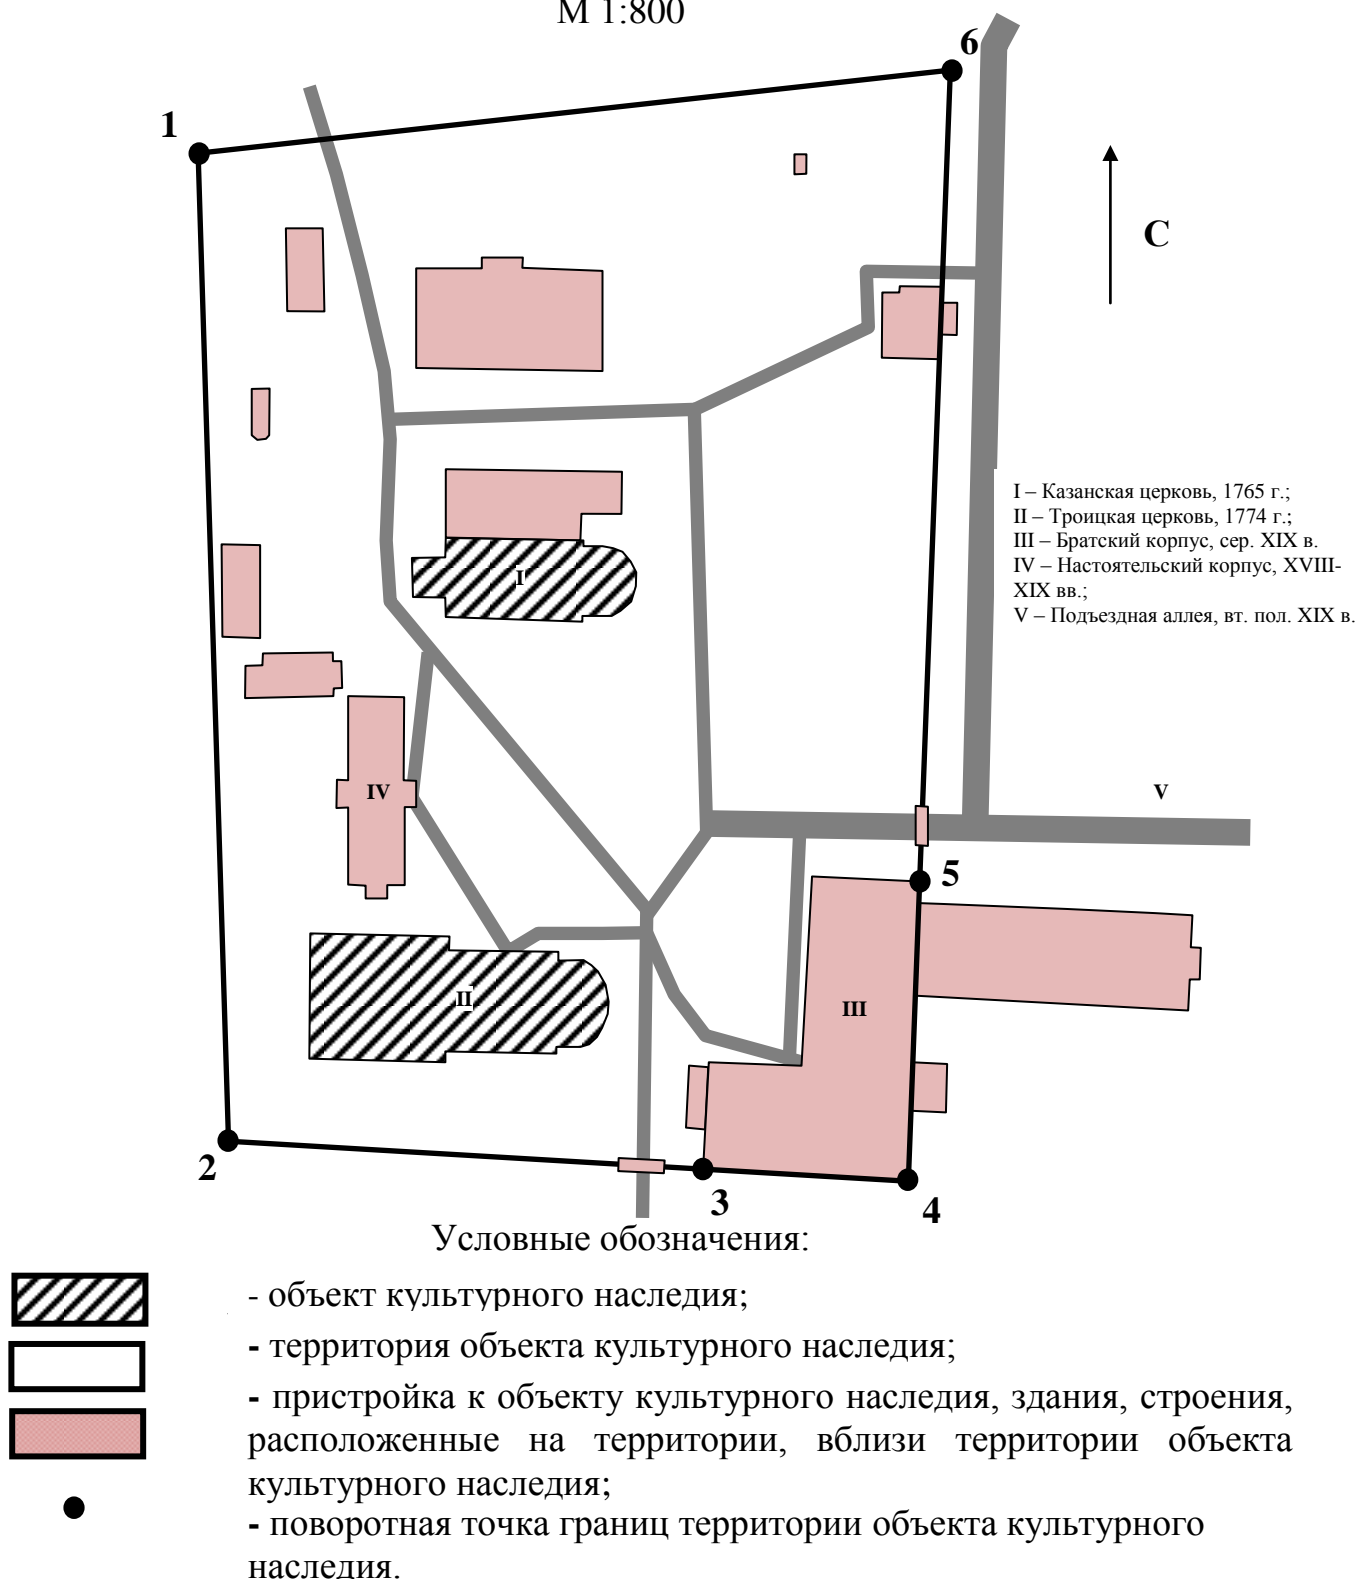 М 1:800
6
1
С
I – Казанская церковь, 1765 г.;
II – Троицкая церковь, 1774 г.;
III – Братский корпус, сер. XIX в.
IV – Настоятельский корпус, XVIII-
XIX вв.;
V – Подъездная аллея, вт. пол. XIX в.
I
IV
V
5
II
III
2
3
4
Условные обозначения:
- объект культурного наследия;
- территория объекта культурного наследия;
- пристройка к объекту культурного наследия, здания, строения,
расположенные на территории, вблизи территории объекта
культурного наследия;
- поворотная точка границ территории объекта культурного
наследия.